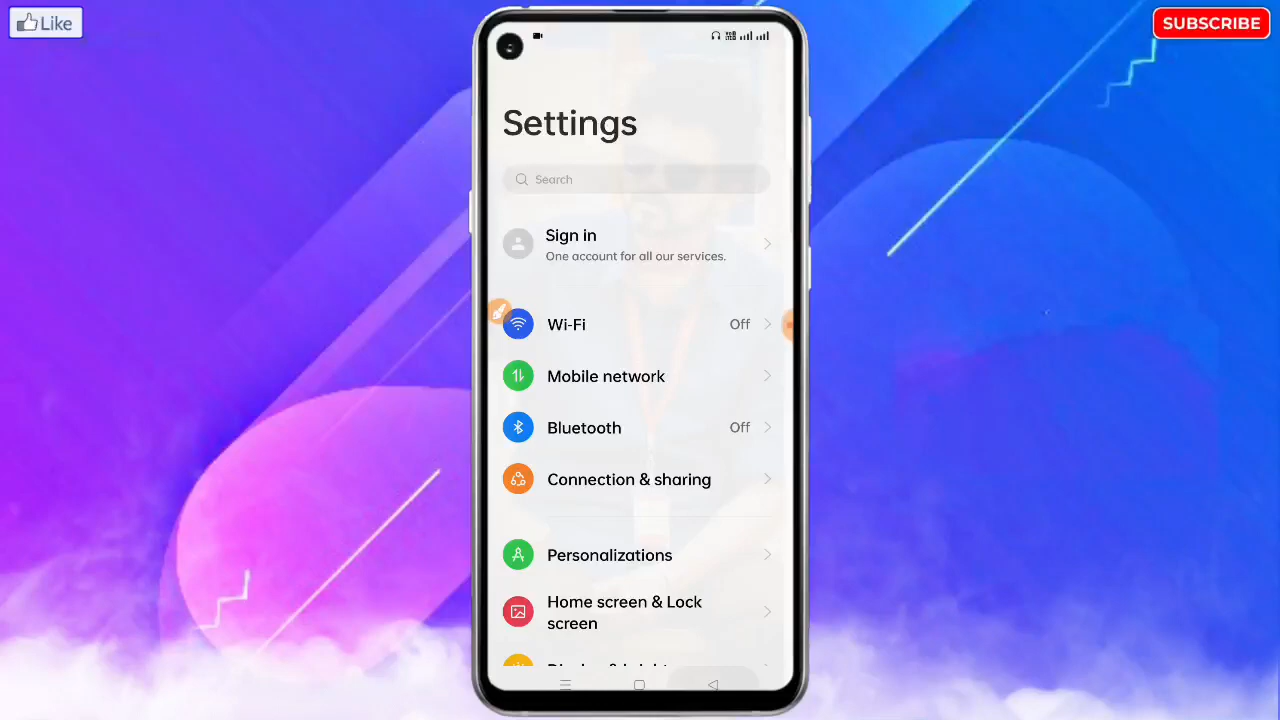 Like
SUBSCRIBE
Settings
Search
Sign in
One account for all our services.
Wi-Fi
Off
Mobile network
Bluetooth
Off
Connection & sharing
Personalizations
Home screen & Lock
screen